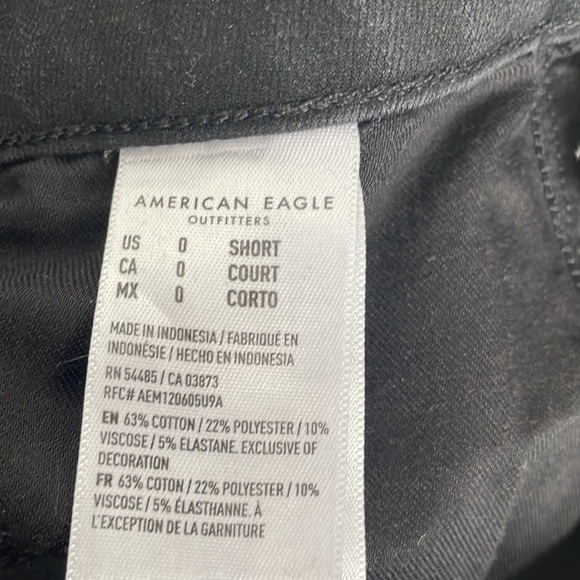 AMERICAN EAGLE
OUTFITTERS
US 0 SHORT
CA 0 COURT
MX 0 CORTO
MADE IN INDONESIA / FABRIQUÉ EN
INDONÉSIE / HECHO EN INDONESIA
RN 54485 / CA 03873
RFC# AEM120605U9A
EN 63% COTTON / 22% POLYESTER / 10%
VISCOSE / 5% ELASTANE. EXCLUSIVE OF
DECORATION
FR 63% COTON / 22% POLYESTER / 10%
VISCOSE / 5% ÉLASTHANNE. À
L'EXCEPTION DE LA GARNITURE